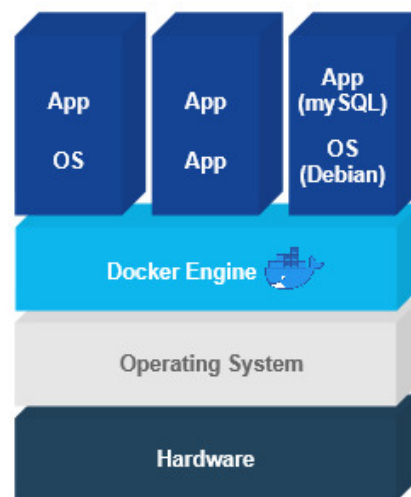 App
OS
App
App
App
(mySQL)
OS
(Debian)
Docker Engine
Operating System
Hardware